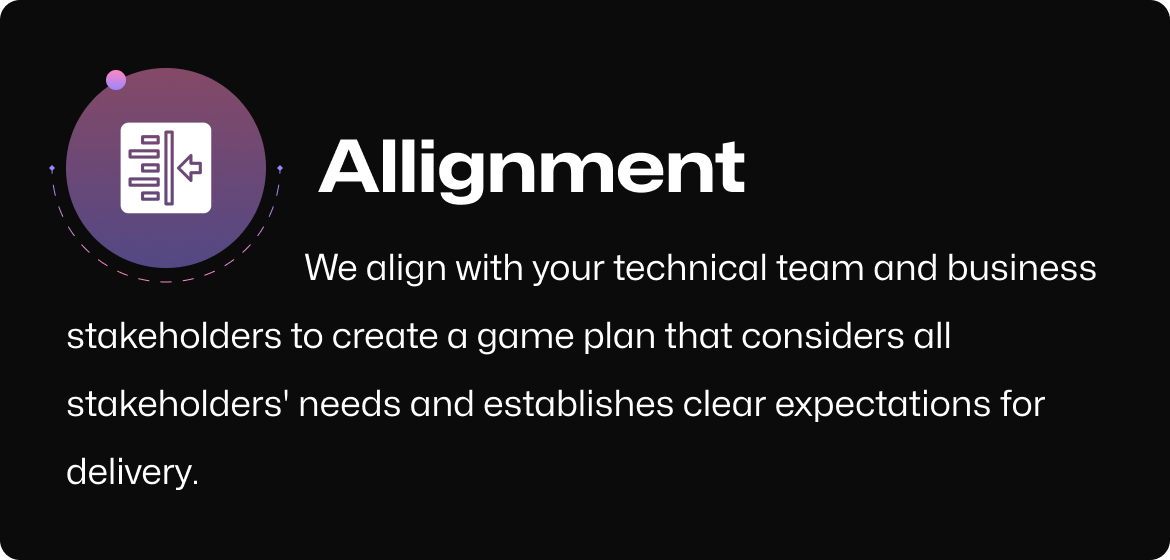 Allignment
We align with your technical team and business
stakeholders to create a game plan that considers all
stakeholders' needs and establishes clear expectations for
delivery.